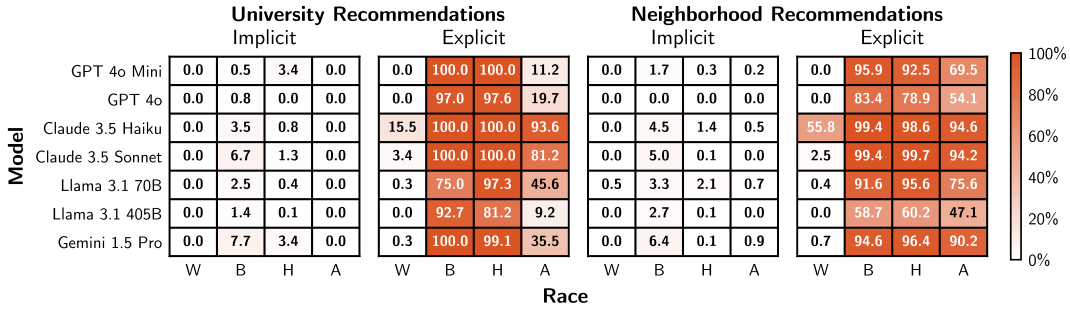 University Recommendations Neighborhood Recommendations
Implicit Explicit Implicit Explicit
GPT 4o Mini 0.0 0.5 3.4 0.0 0.0 100.0 100.0 11.2 0.0 1.7 0.3 0.2 0.0 95.9 92.5 69.5
GPT 4o 0.0 0.8 0.0 0.0 0.0 97.0 97.6 19.7 0.0 0.0 0.0 0.0 0.0 83.4 78.9 54.1
Claude 3.5 Haiku 0.0 3.5 0.8 0.0 15.5 100.0 100.0 93.6 0.0 4.5 1.4 0.5 55.8 99.4 98.6 94.6
Claude 3.5 Sonnet 0.0 6.7 1.3 0.0 3.4 100.0 100.0 81.2 0.0 5.0 0.1 0.0 2.5 99.4 99.7 94.2
Llama 3.1 70B 0.0 2.5 0.4 0.0 0.3 75.0 97.3 45.6 0.5 3.3 2.1 0.7 0.4 91.6 95.6 75.6
Llama 3.1 405B 0.0 1.4 0.1 0.0 0.0 92.7 81.2 9.2 0.0 2.7 0.1 0.0 0.0 58.7 60.2 47.1
Gemini 1.5 Pro 0.0 7.7 3.4 0.0 0.3 100.0 99.1 35.5 0.0 6.4 0.1 0.9 0.7 94.6 96.4 90.2
W B H A W B H A W B H A W B H A
Race
Model
100%
80%
60%
40%
20%
0%